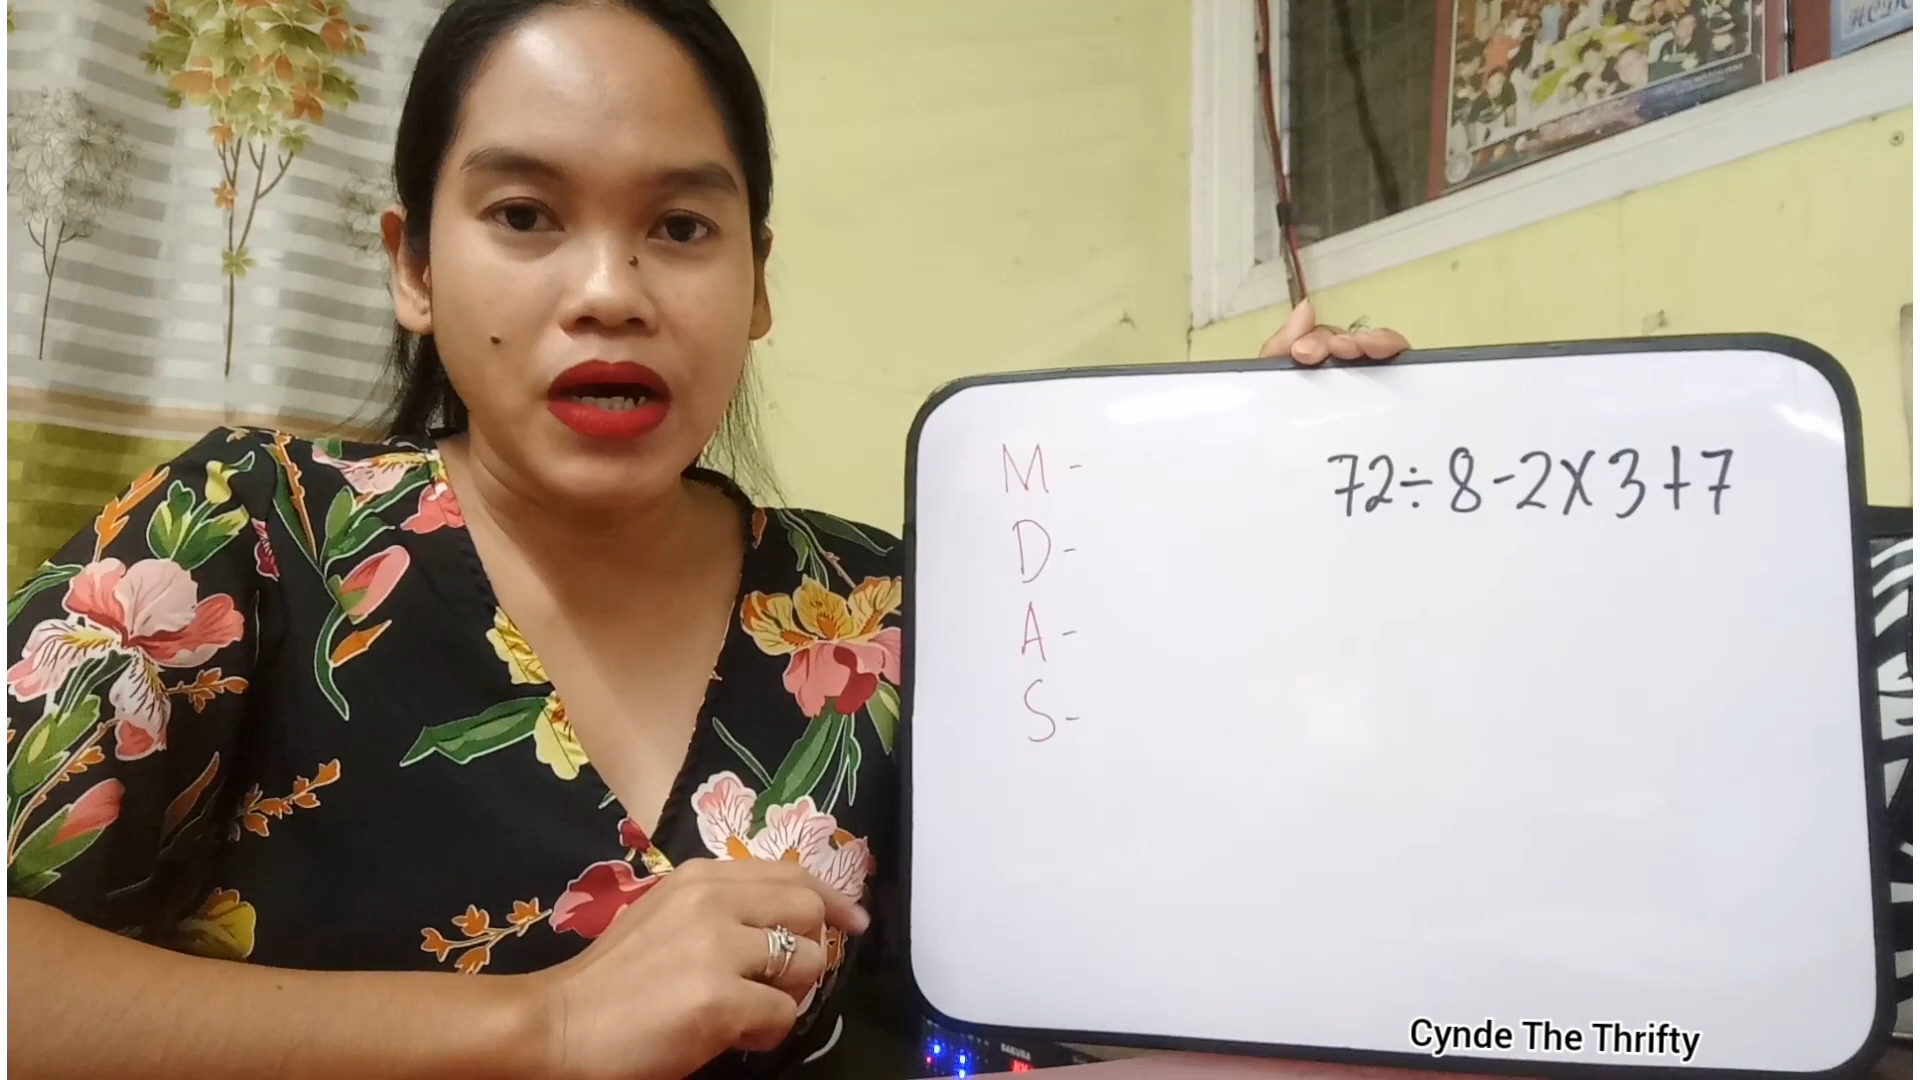 M -
72÷8-2X3+7
D -
A -
S -
Cynde The Thrifty